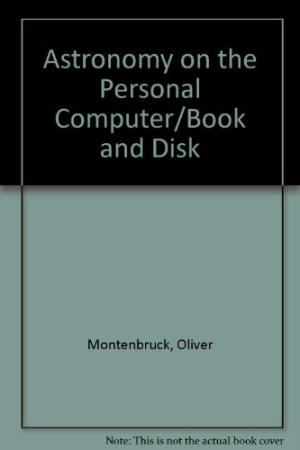 Astronomy on the
Personal
Computer/Book
and Disk
Montenbruck, Oliver
Note: This is not the actual book cover